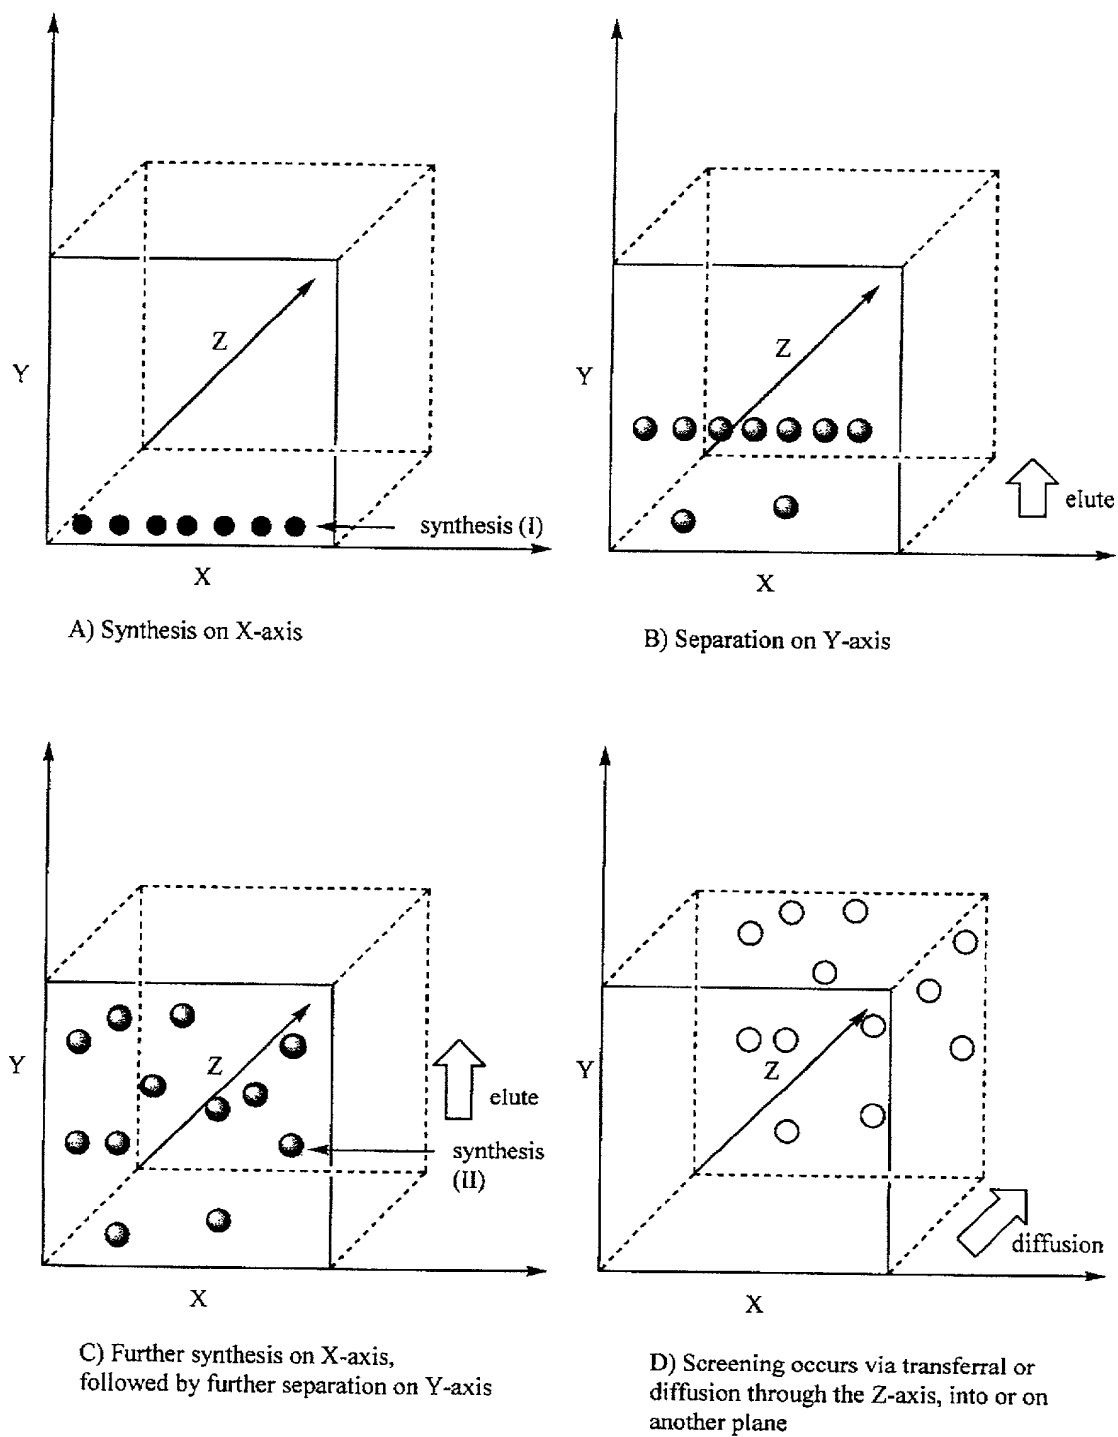 Y
Z
synthesis (I)
X
A) Synthesis on X-axis
Y
Z
elute
X
B) Separation on Y-axis
Y
Z
elute
synthesis
(II)
X
C) Further synthesis on X-axis,
followed by further separation on Y-axis
Y
Z
diffusion
X
D) Screening occurs via transferral or
diffusion through the Z-axis, into or on
another plane